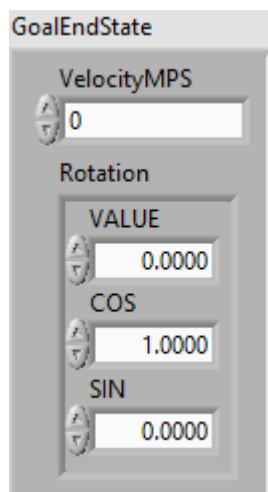 GoalEndState
VelocityMPS
0
Rotation
VALUE
0.0000
COS
1.0000
SIN
0.0000